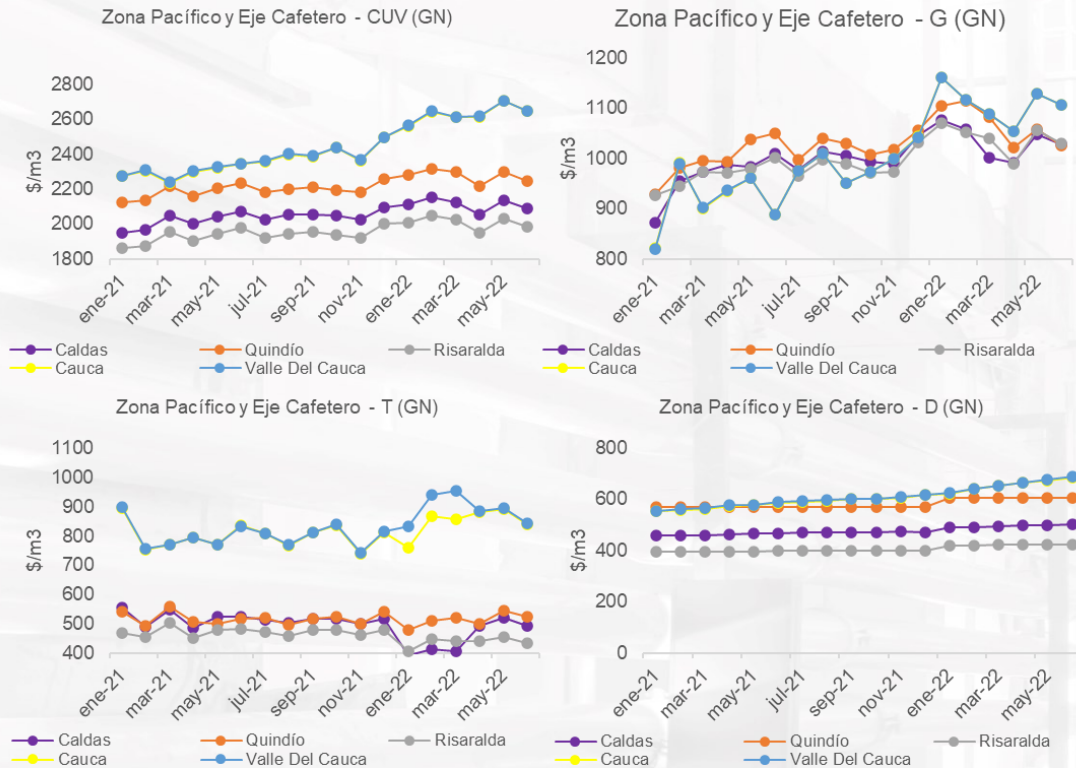 Zona Pacífico y Eje Cafetero - CUV (GN)
$/m3
2800
2600
2400
2200
2000
1800
ene-21
mar-21
may-21
jul-21
sep-21
nov-21
ene-22
mar-22
may-22
Caldas
Quindío
Risaralda
Cauca
Valle Del Cauca
Zona Pacífico y Eje Cafetero - G (GN)
$/m3
1200
1100
1000
900
800
ene-21
mar-21
may-21
jul-21
sep-21
nov-21
ene-22
mar-22
may-22
Caldas
Quindío
Risaralda
Cauca
Valle Del Cauca
Zona Pacífico y Eje Cafetero - T (GN)
$/m3
1100
1000
900
800
700
600
500
400
ene-21
mar-21
may-21
jul-21
sep-21
nov-21
ene-22
mar-22
may-22
Caldas
Quindío
Risaralda
Cauca
Valle Del Cauca
Zona Pacífico y Eje Cafetero - D (GN)
$/m3
800
600
400
200
0
ene-21
mar-21
may-21
jul-21
sep-21
nov-21
ene-22
mar-22
may-22
Caldas
Quindío
Risaralda
Cauca
Valle Del Cauca